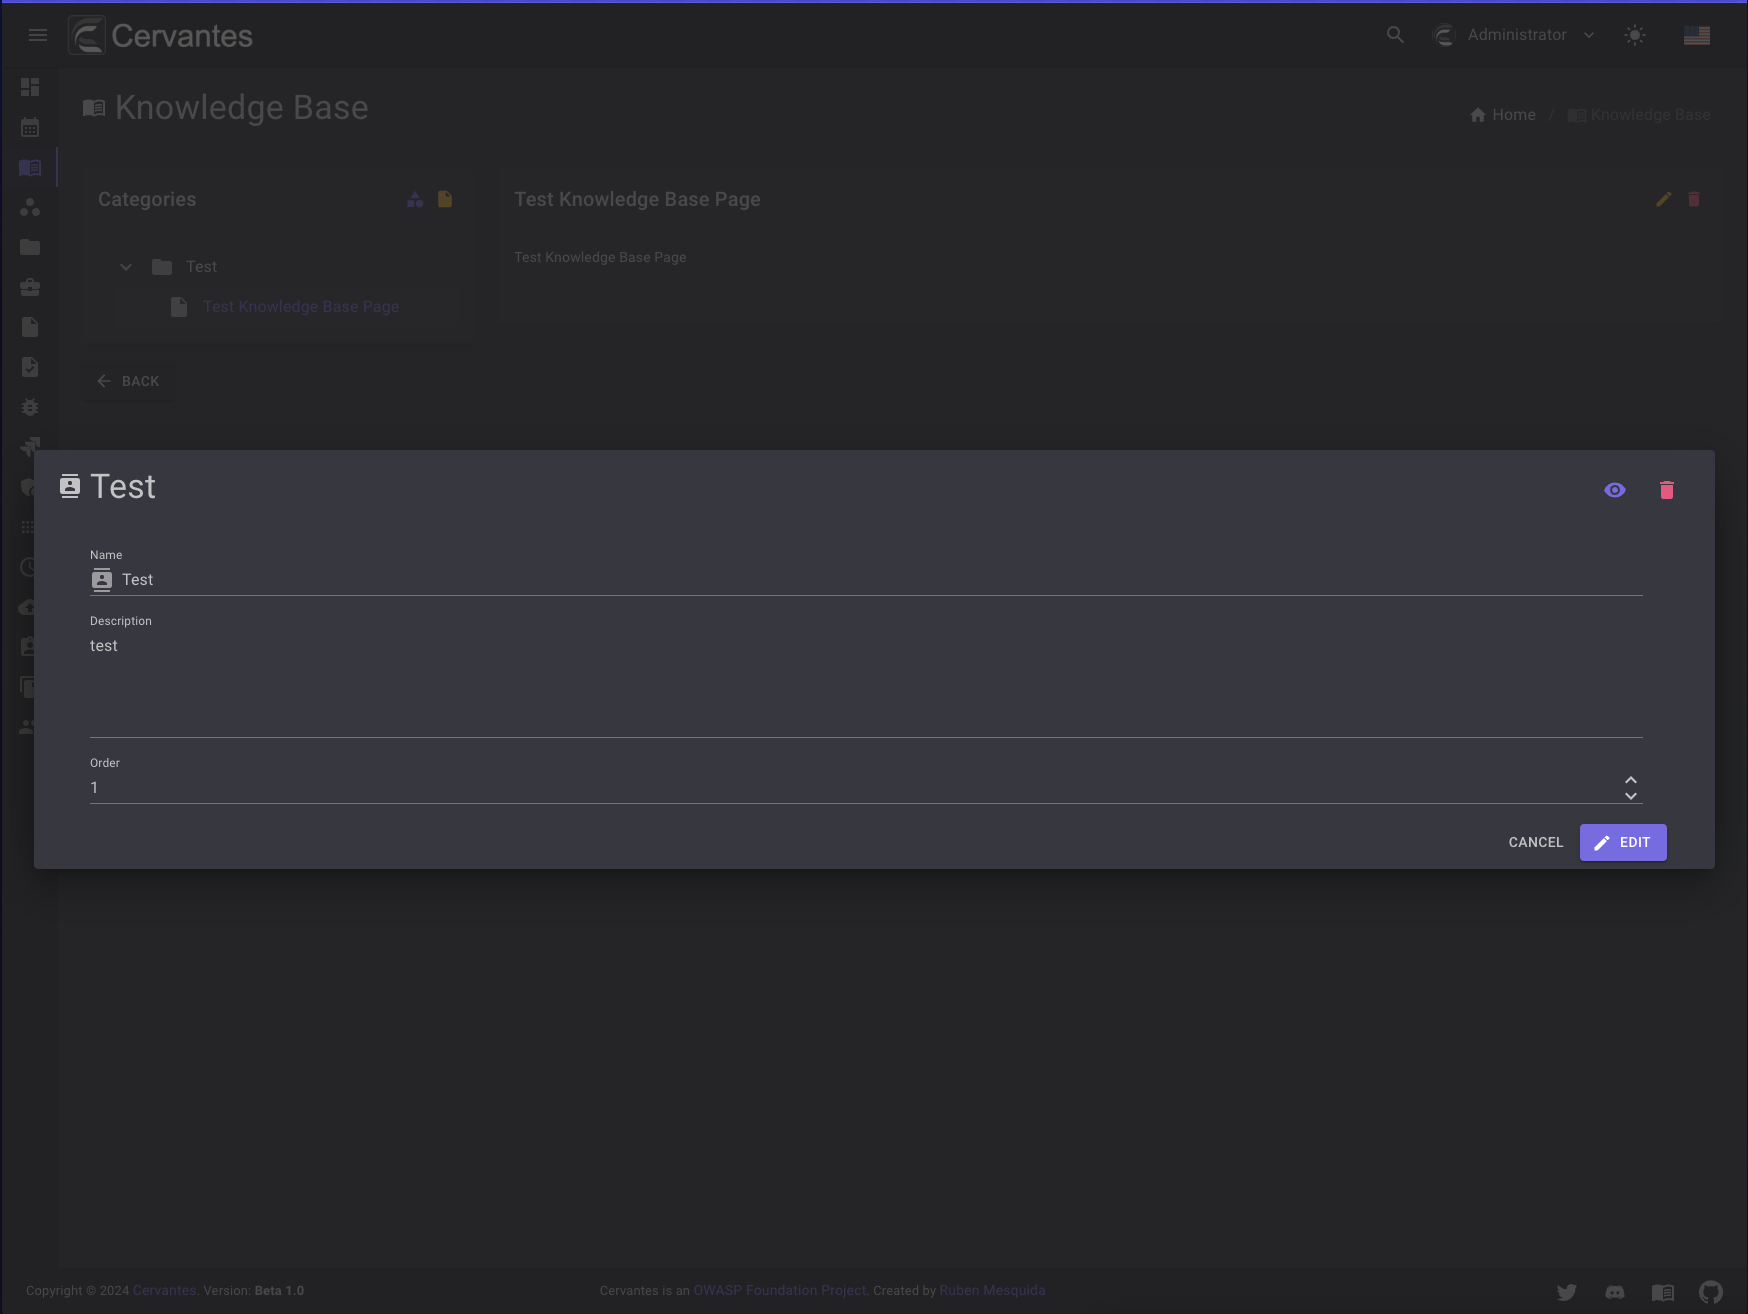 Cervantes
Administrator
Knowledge Base
Home / Knowledge Base
Categories
Test
Test Knowledge Base Page
Test Knowledge Base Page
Test Knowledge Base Page
BACK
Test
Name
Test
Description
test
Order
1
CANCEL
EDIT
Copyright © 2024 Cervantes. Version: Beta 1.0
Cervantes is an OWASP Foundation Project. Created by Ruben Mesquida